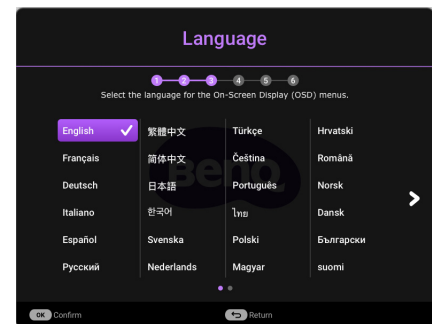 Language
1 2 3 4 5 6
Select the language for the On-Screen Display (OSD) menus.
English 繁體中文 Türkçe Hrvatski
Français 简体中文 Čeština Română
Deutsch 日本語 Português Norsk
Italiano 한국어 ไทย Dansk
Español Svenska Polski Български
Русский Nederlands Magyar suomi
BenQ
OK Confirm Return